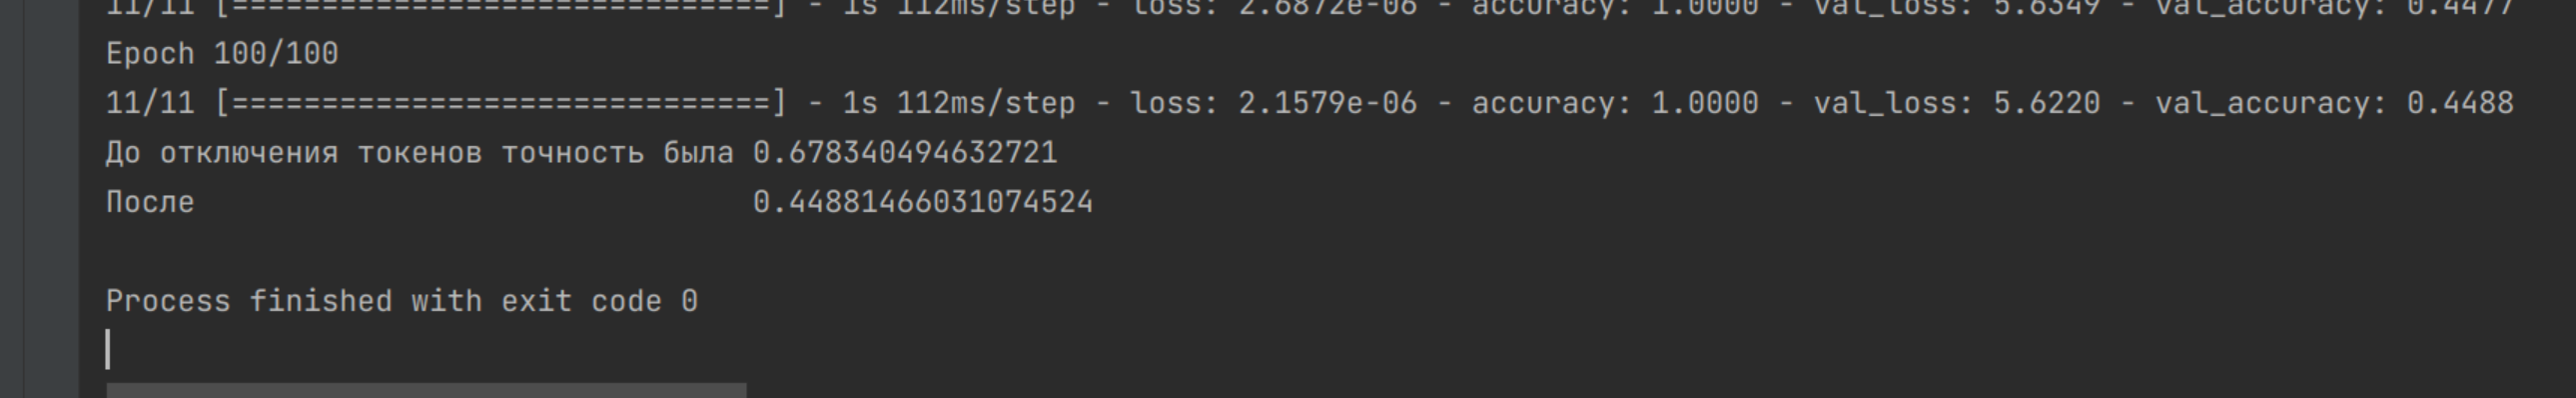 11/11 [==============================] - 1s 112ms/step - loss: 2.6872e-06 - accuracy: 1.0000 - val_loss: 5.6349 - val_accuracy: 0.4477
Epoch 100/100
11/11 [==============================] - 1s 112ms/step - loss: 2.1579e-06 - accuracy: 1.0000 - val_loss: 5.6220 - val_accuracy: 0.4488
До отключения токенов точность была 0.678340494632721
После 0.44881466031074524
Process finished with exit code 0